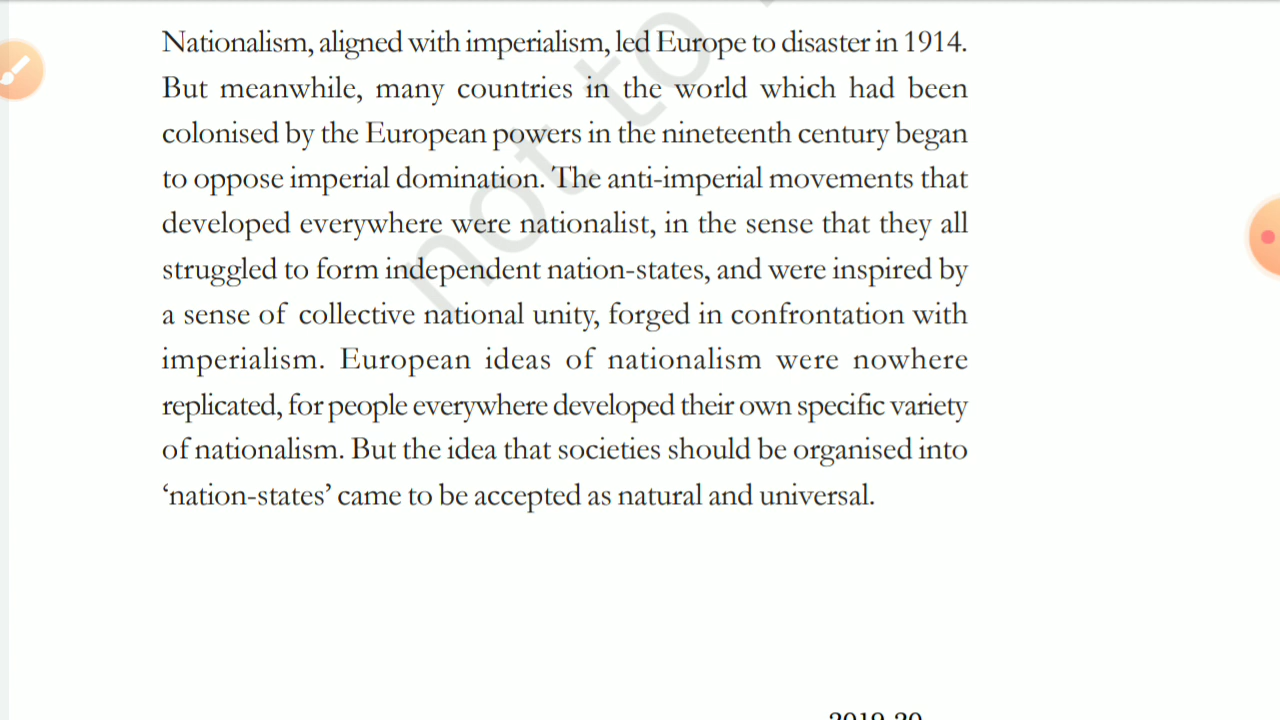 Nationalism, aligned with imperialism, led Europe to disaster in 1914.
But meanwhile, many countries in the world which had been
colonised by the European powers in the nineteenth century began
to oppose imperial domination. The anti-imperial movements that
developed everywhere were nationalist, in the sense that they all
struggled to form independent nation-states, and were inspired by
a sense of collective national unity, forged in confrontation with
imperialism. European ideas of nationalism were nowhere
replicated, for people everywhere developed their own specific variety
of nationalism. But the idea that societies should be organised into
‘nation-states’ came to be accepted as natural and universal.
not to
2019-20